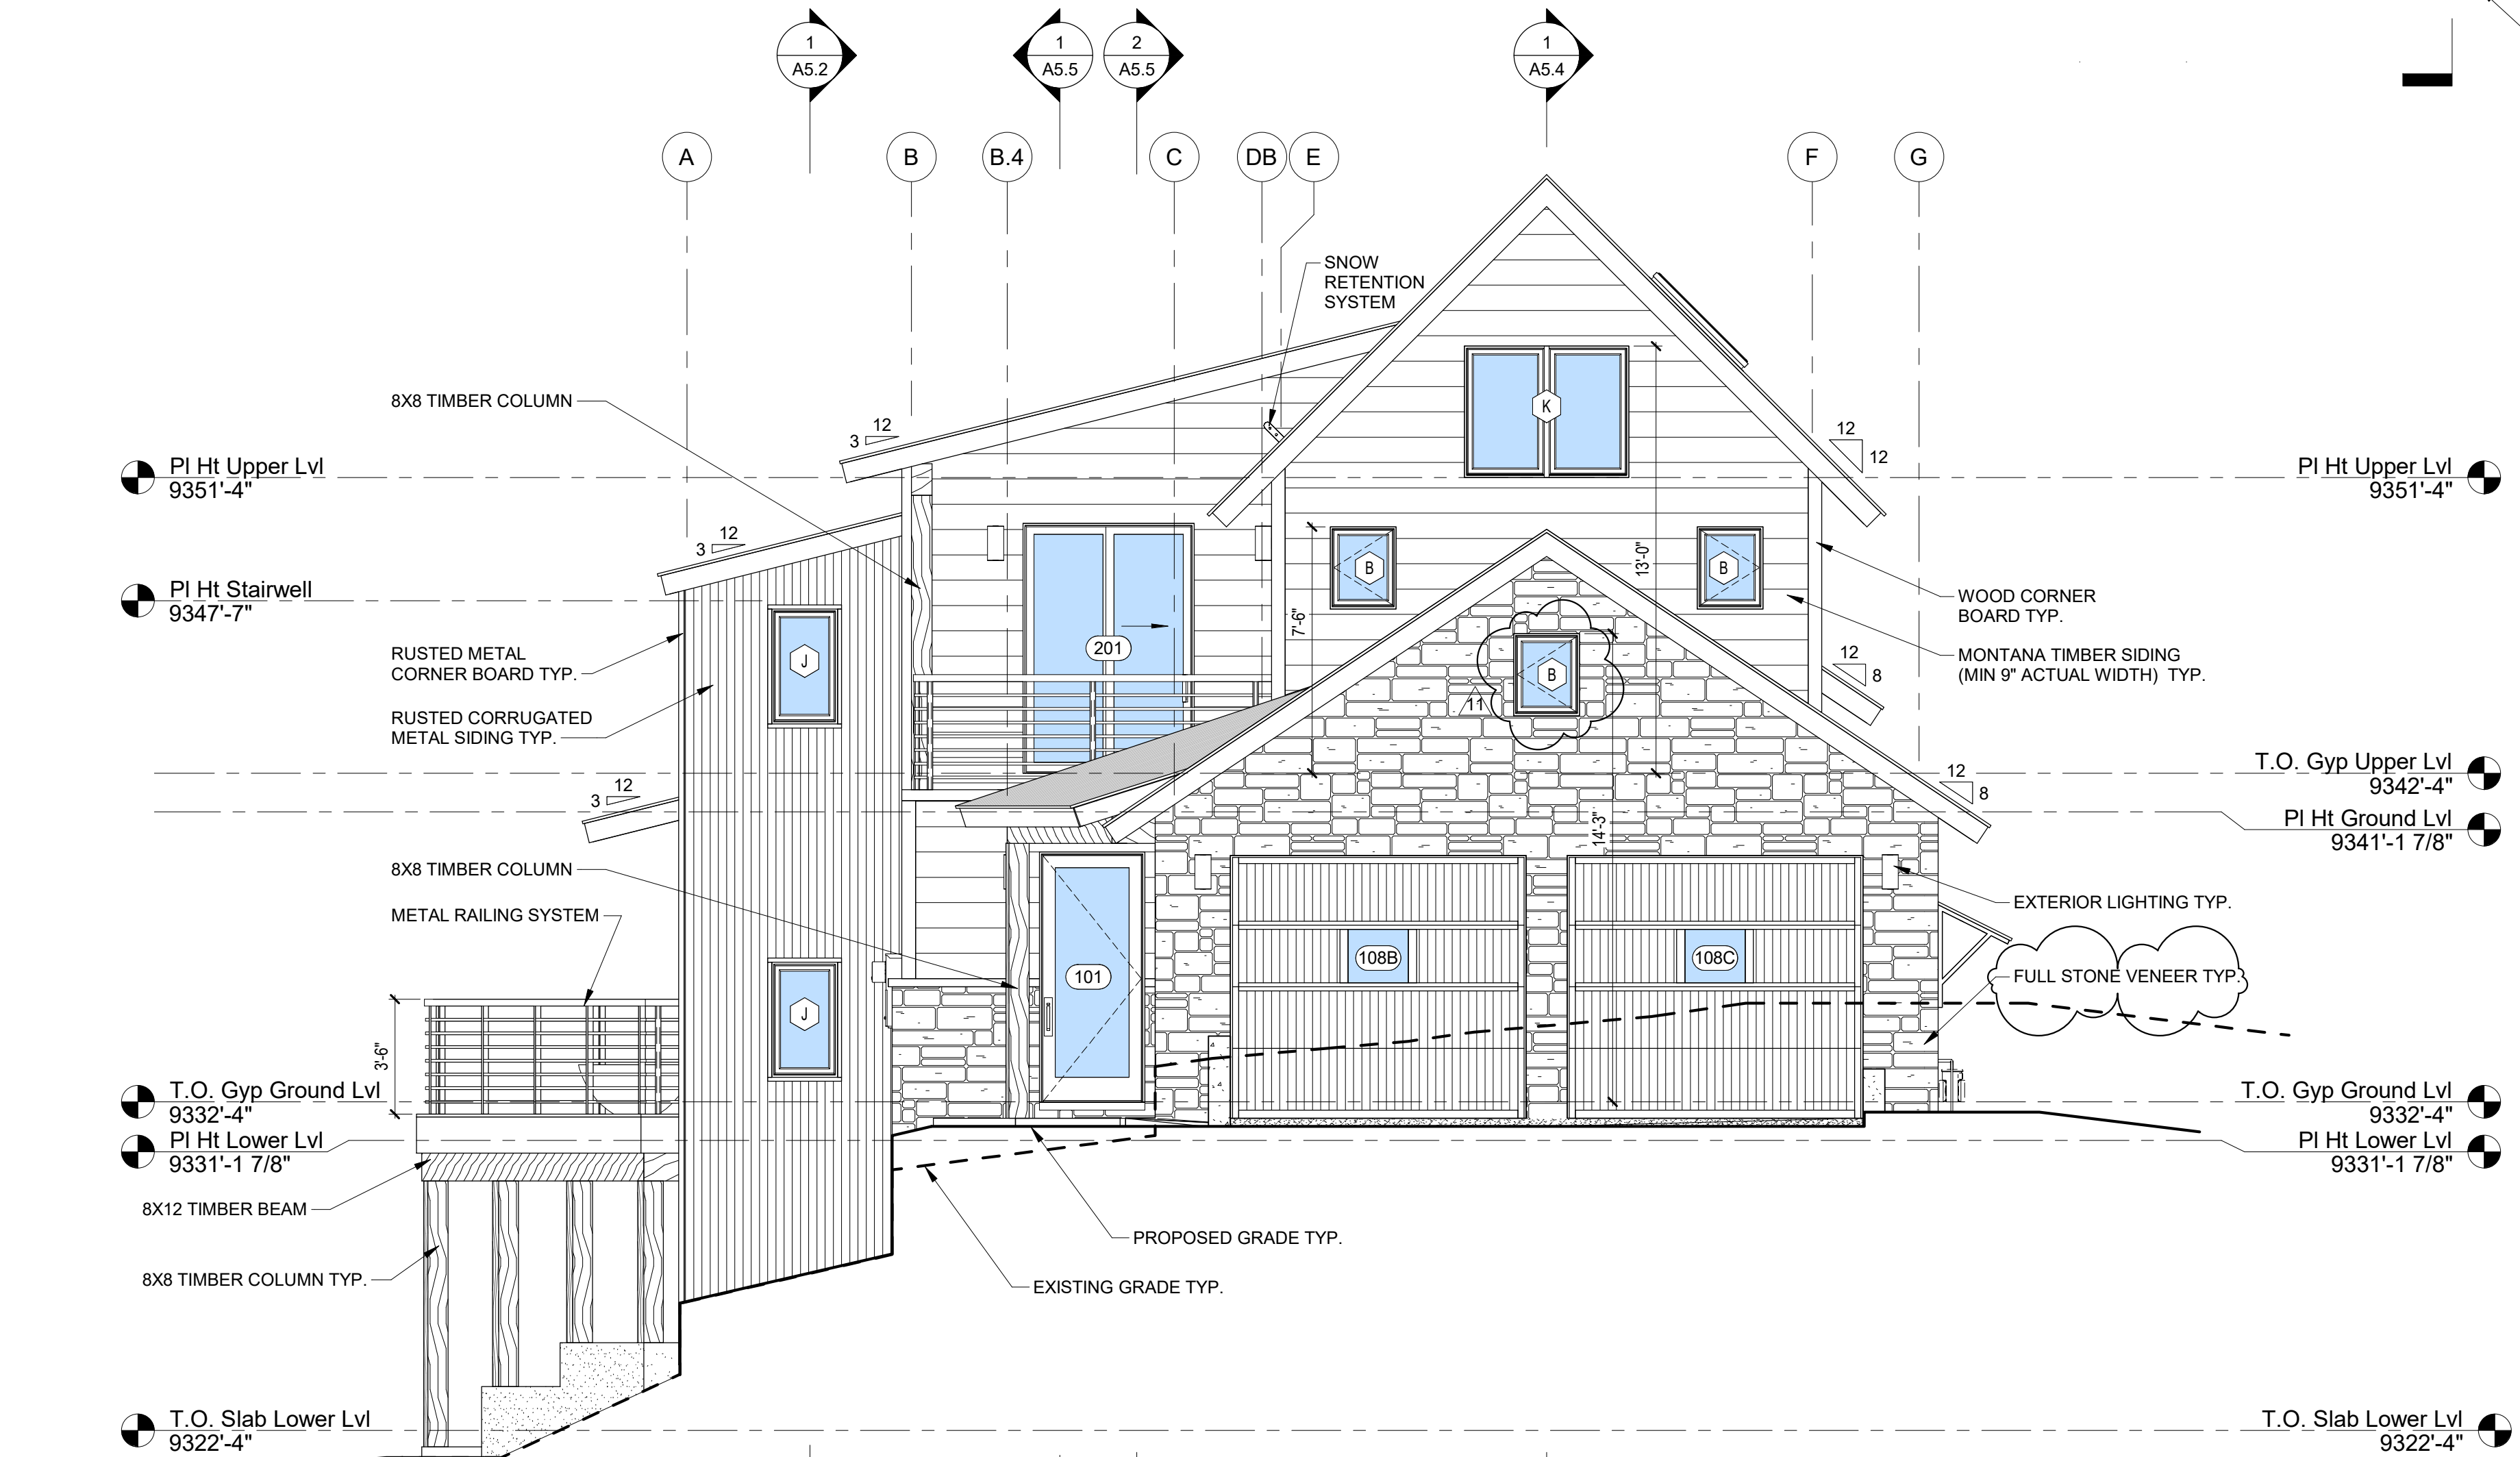 1
A5.2
1
A5.5
2
A5.5
1
A5.4
A
B
B.4
C
DB
E
F
G
SNOW
RETENTION
SYSTEM
8X8 TIMBER COLUMN
12
3
K
12
12
Pl Ht Upper Lvl
9351'-4"
Pl Ht Upper Lvl
9351'-4"
12
3
B
B
13'-0"
Pl Ht Stairwell
9347'-7"
WOOD CORNER
BOARD TYP.
7'-6"
RUSTED METAL
CORNER BOARD TYP.
J
201
B
11
12
8
MONTANA TIMBER SIDING
(MIN 9" ACTUAL WIDTH) TYP.
RUSTED CORRUGATED
METAL SIDING TYP.
12
3
12
8
T.O. Gyp Upper Lvl
9342'-4"
Pl Ht Ground Lvl
9341'-1 7/8"
14'-3"
8X8 TIMBER COLUMN
METAL RAILING SYSTEM
EXTERIOR LIGHTING TYP.
101
108B
108C
FULL STONE VENEER TYP.
J
3'-6"
T.O. Gyp Ground Lvl
9332'-4"
T.O. Gyp Ground Lvl
9332'-4"
Pl Ht Lower Lvl
9331'-1 7/8"
Pl Ht Lower Lvl
9331'-1 7/8"
8X12 TIMBER BEAM
PROPOSED GRADE TYP.
8X8 TIMBER COLUMN TYP.
EXISTING GRADE TYP.
T.O. Slab Lower Lvl
9322'-4"
T.O. Slab Lower Lvl
9322'-4"